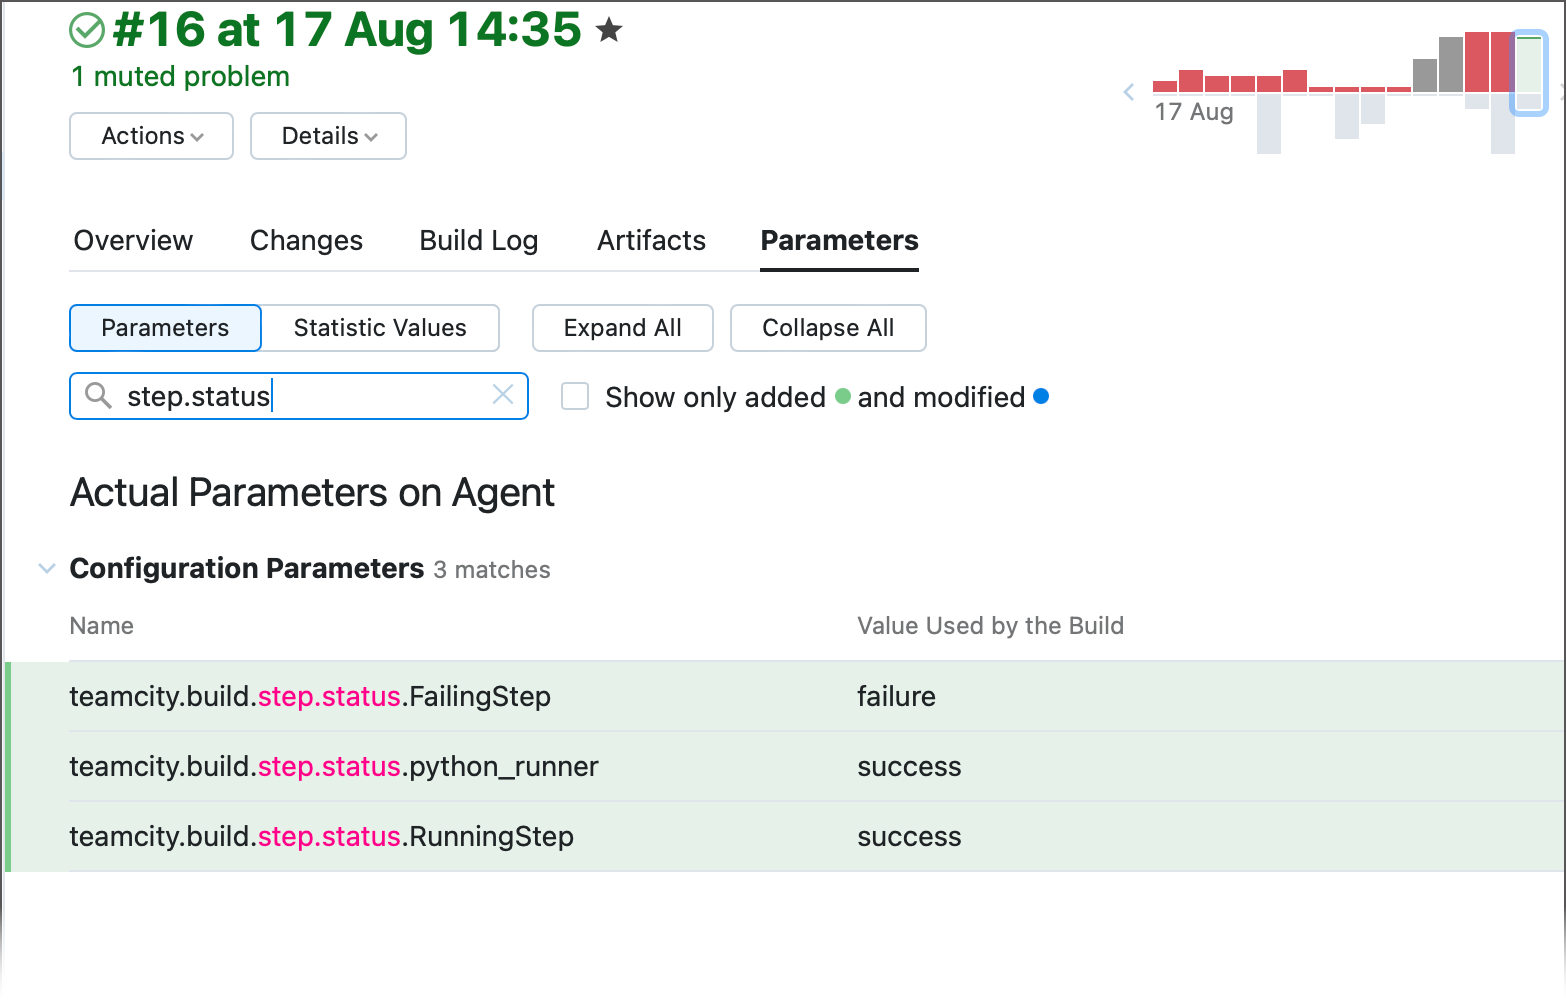 #16 at 17 Aug 14:35
1 muted problem
17 Aug
Actions Details
Overview Changes Build Log Artifacts Parameters
Parameters Statistic Values Expand All Collapse All
step.status Show only added and modified
Actual Parameters on Agent
Configuration Parameters 3 matches
Name Value Used by the Build
teamcity.build.step.status.FailingStep failure
teamcity.build.step.status.python_runner success
teamcity.build.step.status.RunningStep success